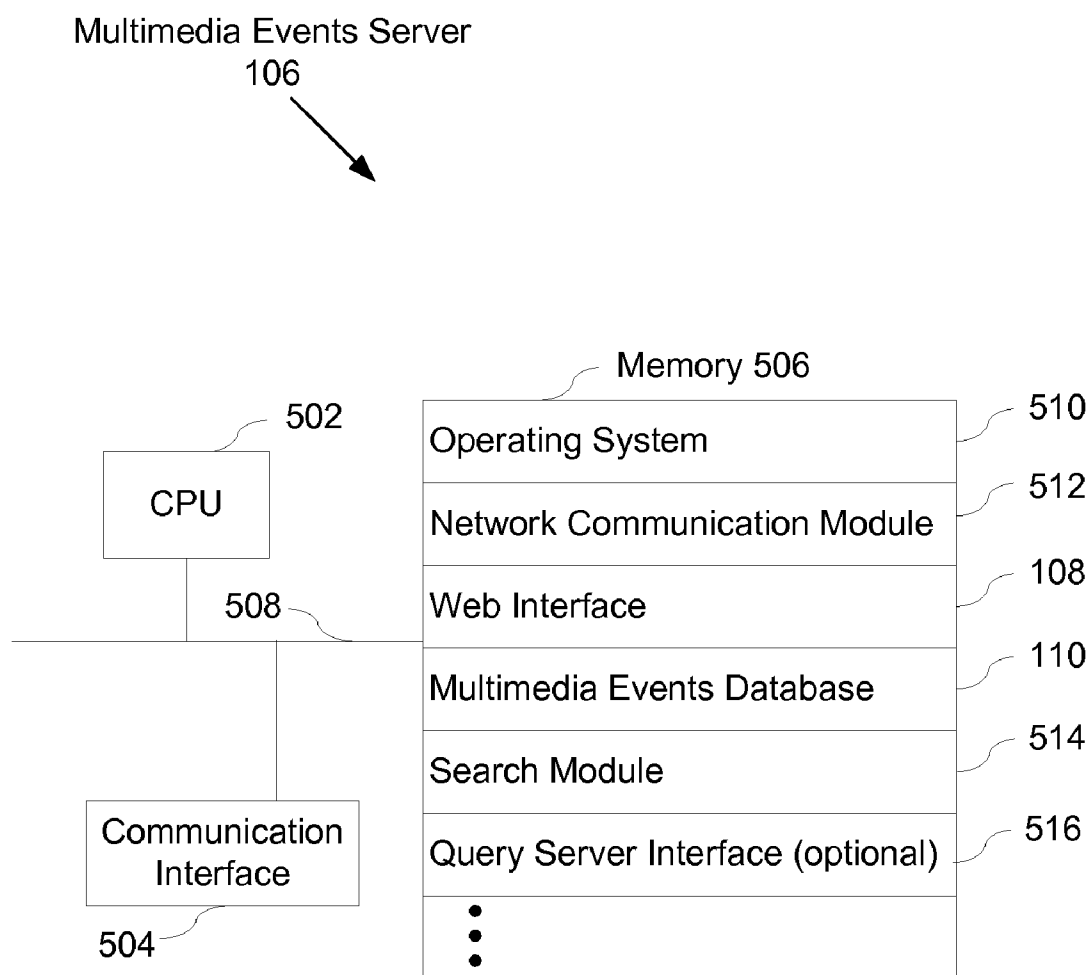 Multimedia Events Server
106
Memory 506
502
CPU
508
Communication
Interface
504
Operating System
510
Network Communication Module
512
Web Interface
108
Multimedia Events Database
110
Search Module
514
Query Server Interface (optional)
516